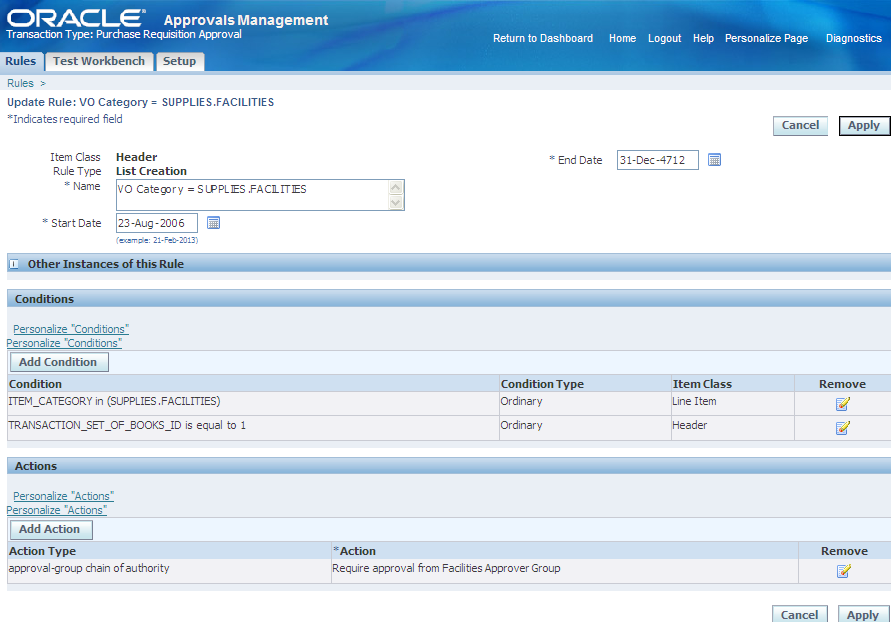 ORACLE® Approvals Management
Transaction Type: Purchase Requisition Approval
Return to Dashboard Home Logout Help Personalize Page Diagnostics
Rules Test Workbench Setup
Rules >
Update Rule: VO Category = SUPPLIES.FACILITIES
*Indicates required field
Cancel Apply
Item Class Header
* End Date 31-Dec-4712
Rule Type List Creation
* Name VO Category = SUPPLIES.FACILITIES
* Start Date 23-Aug-2006
(example: 21-Feb-2013)
Other Instances of this Rule
Conditions
Personalize "Conditions"
Personalize "Conditions"
Add Condition
Condition Condition Type Item Class Remove
ITEM_CATEGORY in (SUPPLIES.FACILITIES) Ordinary Line Item
TRANSACTION_SET_OF_BOOKS_ID is equal to 1 Ordinary Header
Actions
Personalize "Actions"
Personalize "Actions"
Add Action
Action Type *Action Remove
approval-group chain of authority Require approval from Facilities Approver Group
Cancel Apply